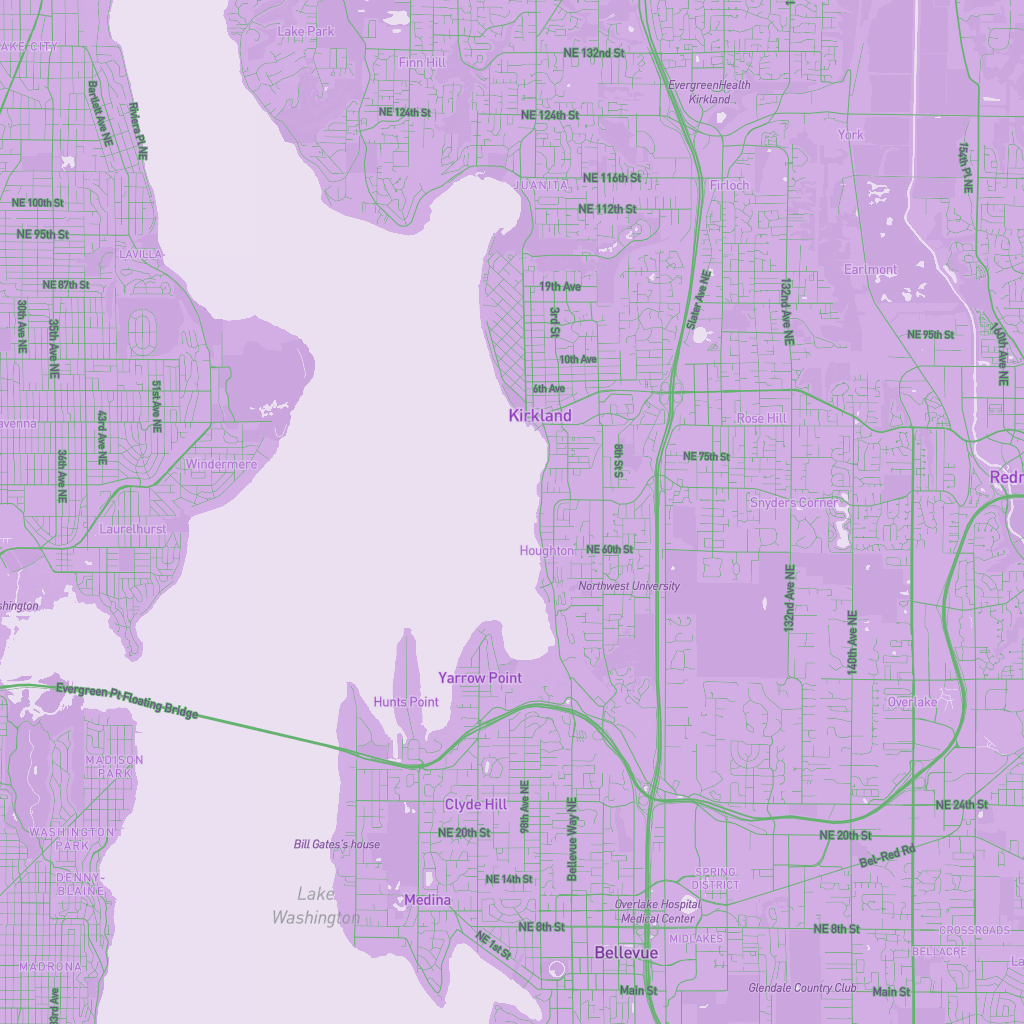 Lake Park
LAKE CITY
NE 132nd St
Finn Hill
EvergreenHealth
Kirkland
Bartlett Ave NE
Riviera Pl NE
NE 124th St
NE 124th St
York
154th Pl NE
NE 116th St
JUANITA
Firloch
NE 100th St
NE 112th St
NE 95th St
LAVILLA
Earlmont
NE 87th St
19th Ave
Slater Ave NE
132nd Ave NE
30th Ave NE
35th Ave NE
3rd St
NE 95th St
160th Ave NE
10th Ave
6th Ave
51st Ave NE
43rd Ave NE
Kirkland
Rose Hill
avenna
36th Ave NE
Windermere
8th St S
NE 75th St
Redm
Snyders Corner
Laurelhurst
Houghton
NE 60th St
Northwest University
132nd Ave NE
shington
140th Ave NE
Yarrow Point
Evergreen Pt Floating Bridge
Hunts Point
Overlake
MADISON
PARK
Clyde Hill
98th Ave NE
Bellevue Way NE
NE 24th St
WASHINGTON
PARK
NE 20th St
NE 20th St
Bill Gates's house
Bel-Red Rd
DENNY-
BLAINE
NE 14th St
SPRING
DISTRICT
Lake
Washington
Medina
Overlake Hospital
Medical Center
NE 8th St
NE 8th St
CROSSROADS
NE 1st St
MIDLAKES
Bellevue
BELLACRE
La
MADRONA
Glendale Country Club
Main St
Main St
33rd Ave